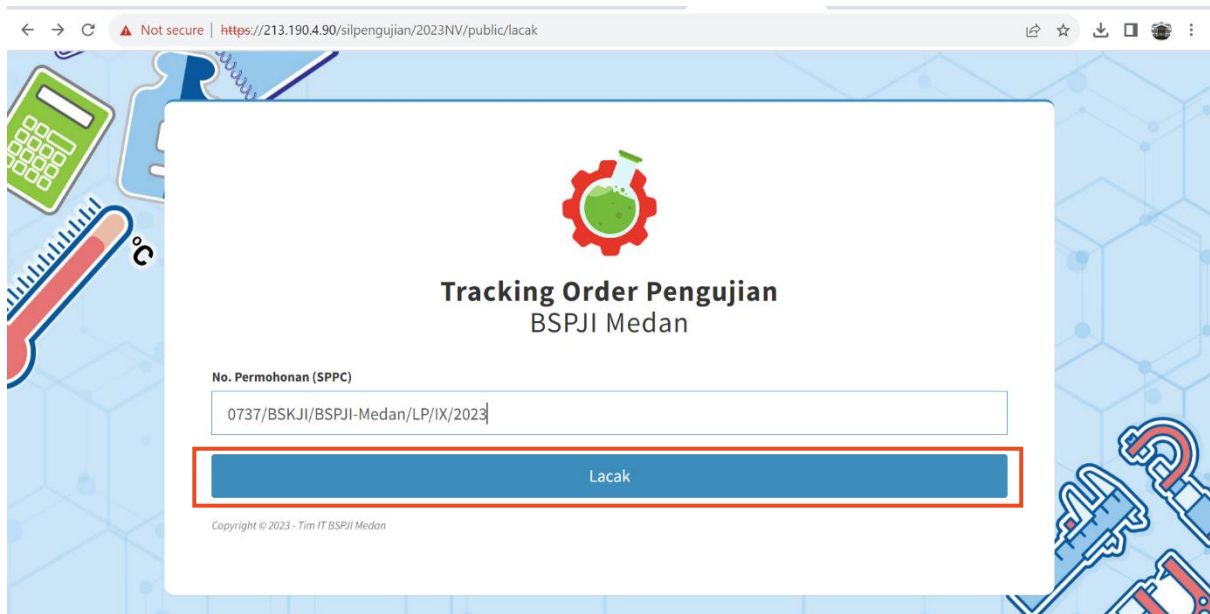 Not secure | https://213.190.4.90/silpengujian/2023NV/public/lacak
°C
Tracking Order Pengujian
BSPJI Medan
No. Permohonan (SPPC)
0737/BSKJI/BSPJI-Medan/LP/IX/2023
Lacak
Copyright © 2023 - Tim IT BSPJI Medan